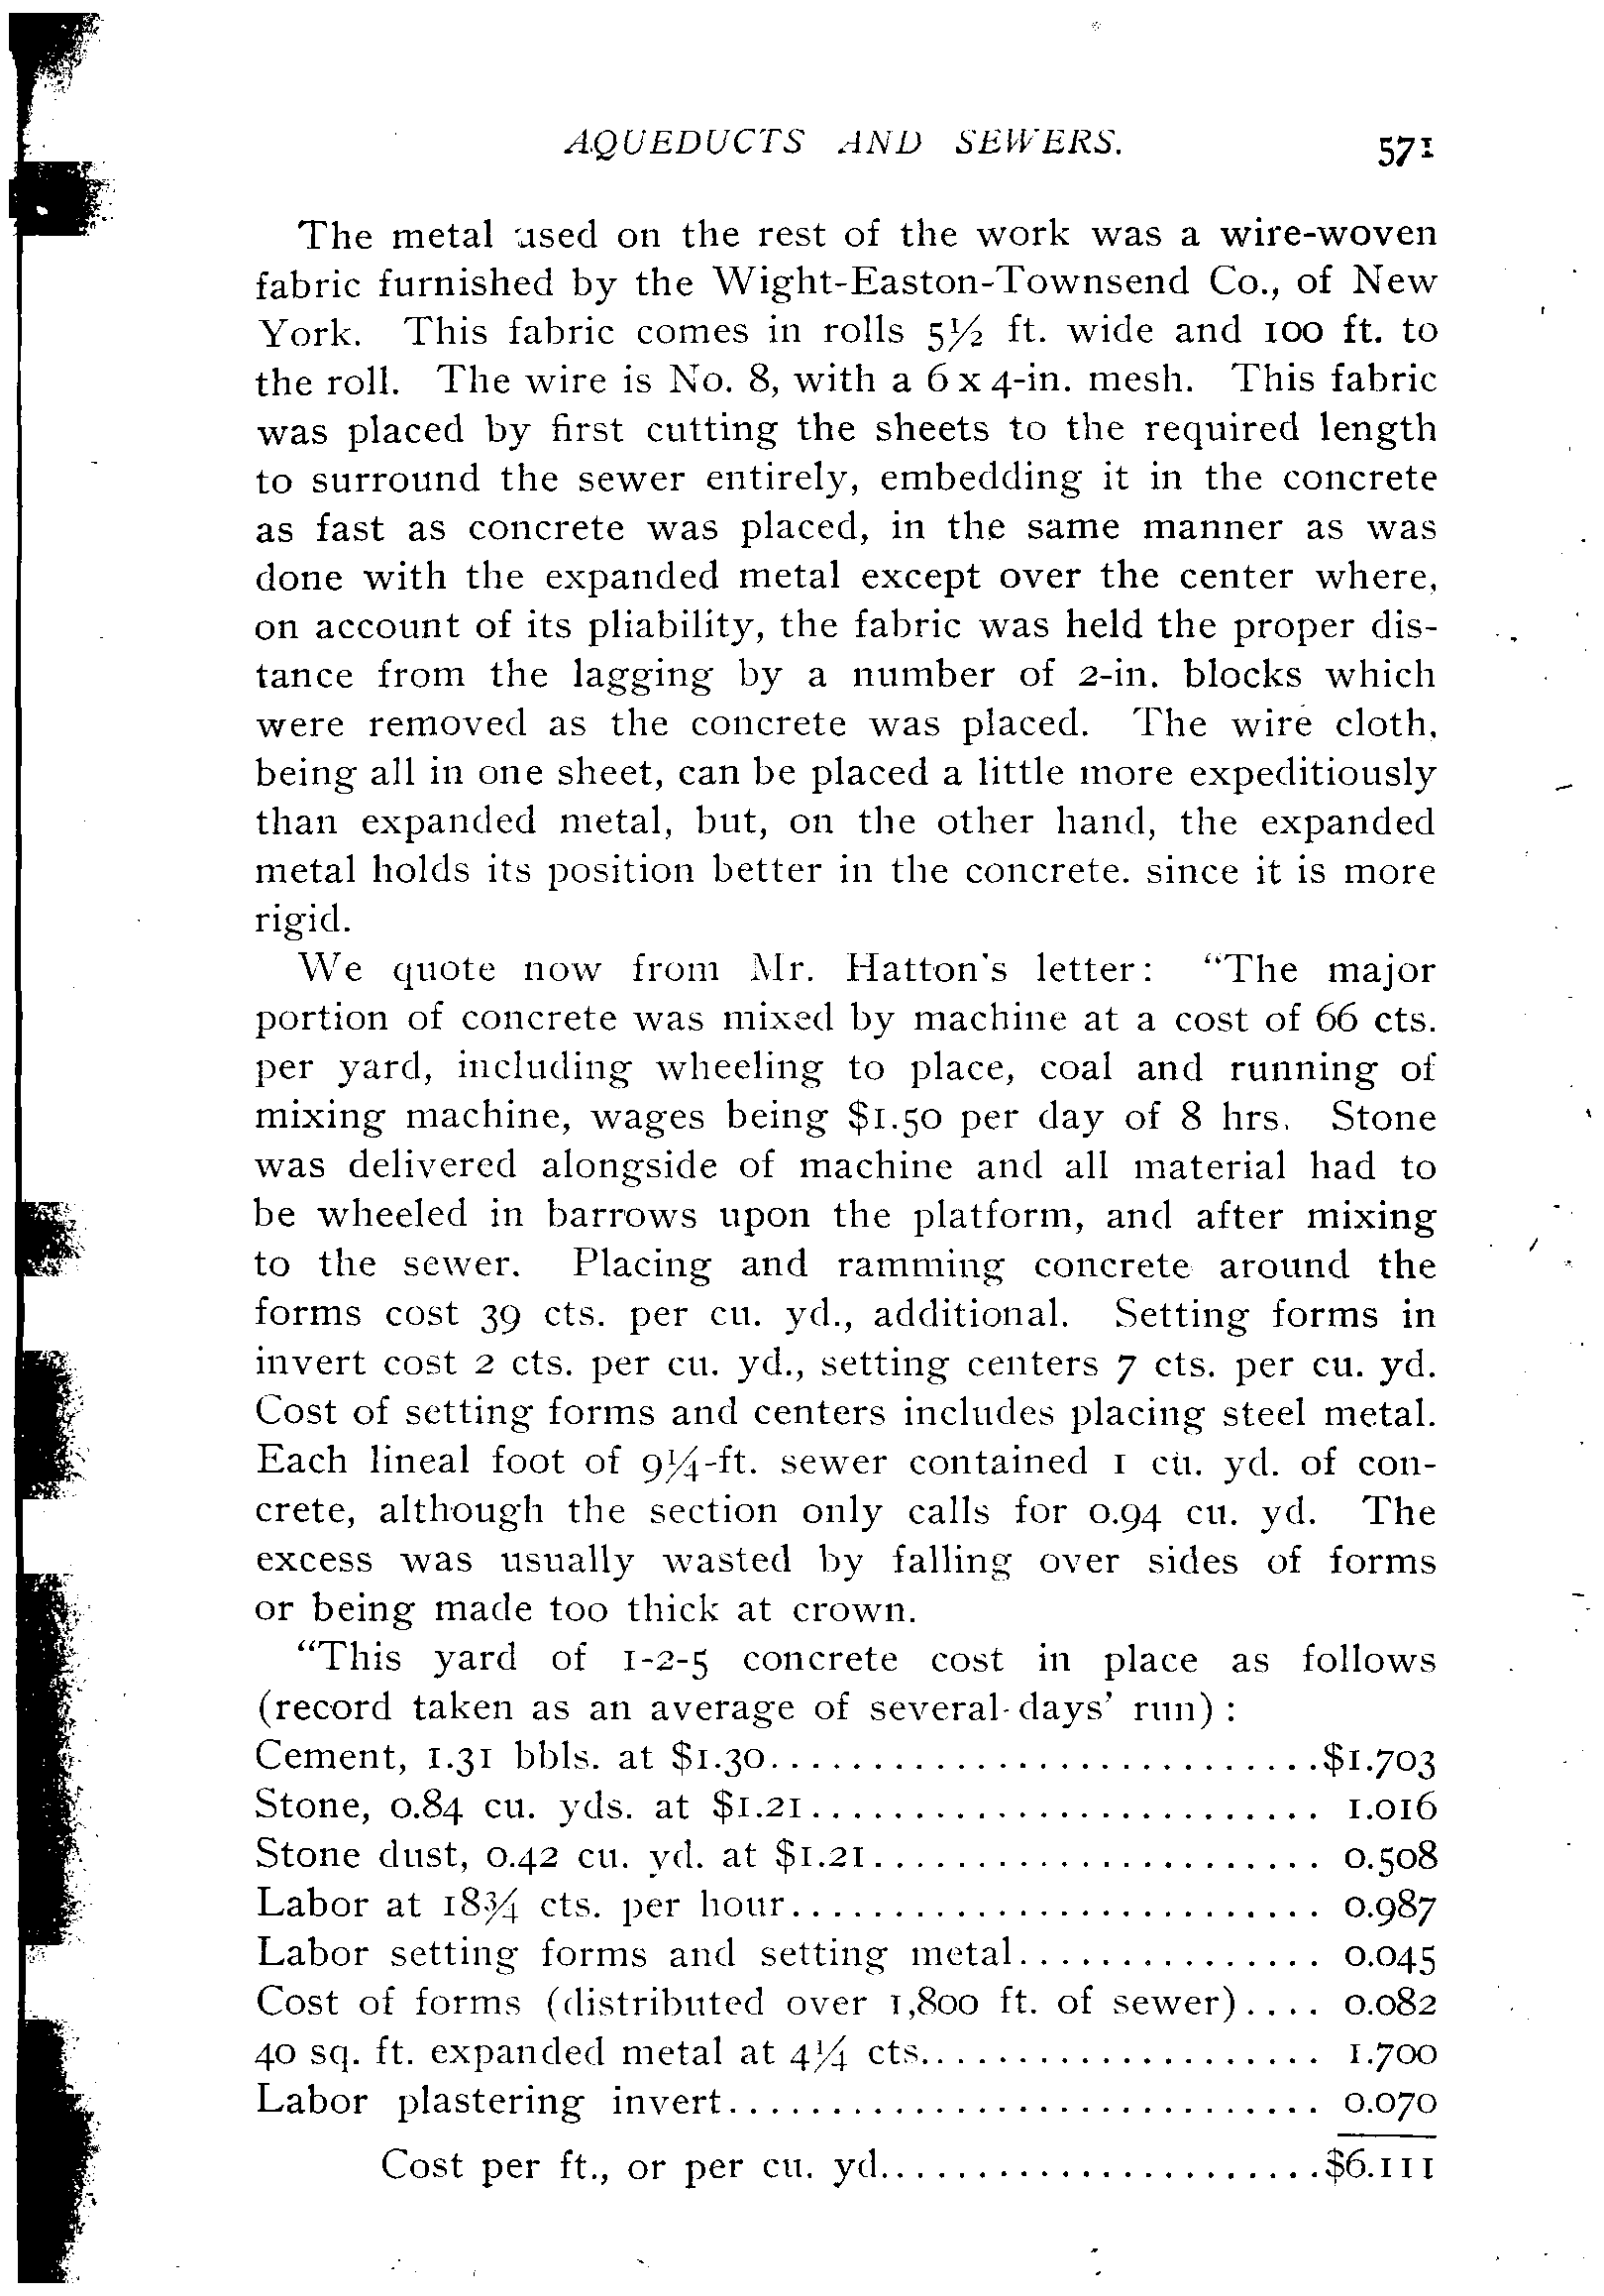 AQUEDUCTS AND SEWERS. 571
The metal used on the rest of the work was a wire-woven
fabric furnished by the Wight-Easton-Townsend Co., of New
York. This fabric comes in rolls 5½ ft. wide and 100 ft. to
the roll. The wire is No. 8, with a 6 x 4-in. mesh. This fabric
was placed by first cutting the sheets to the required length
to surround the sewer entirely, embedding it in the concrete
as fast as concrete was placed, in the same manner as was
done with the expanded metal except over the center where,
on account of its pliability, the fabric was held the proper dis-
tance from the lagging by a number of 2-in. blocks which
were removed as the concrete was placed. The wire cloth,
being all in one sheet, can be placed a little more expeditiously
than expanded metal, but, on the other hand, the expanded
metal holds its position better in the concrete. since it is more
rigid.
We quote now from Mr. Hatton's letter: "The major
portion of concrete was mixed by machine at a cost of 66 cts.
per yard, including wheeling to place, coal and running of
mixing machine, wages being $1.50 per day of 8 hrs. Stone
was delivered alongside of machine and all material had to
be wheeled in barrows upon the platform, and after mixing
to the sewer. Placing and ramming concrete around the
forms cost 39 cts. per cu. yd., additional. Setting forms in
invert cost 2 cts. per cu. yd., setting centers 7 cts. per cu. yd.
Cost of setting forms and centers includes placing steel metal.
Each lineal foot of 9¼-ft. sewer contained 1 cu. yd. of con-
crete, although the section only calls for 0.94 cu. yd. The
excess was usually wasted by falling over sides of forms
or being made too thick at crown.
"This yard of 1-2-5 concrete cost in place as follows
(record taken as an average of several days' run):
Cement, 1.31 bbls. at $1.30...........................$1.703
Stone, 0.84 cu. yds. at $1.21......................... 1.016
Stone dust, 0.42 cu. yd. at $1.21...................... 0.508
Labor at 18¾ cts. per hour.......................... 0.987
Labor setting forms and setting metal............... 0.045
Cost of forms (distributed over 1,800 ft. of sewer).... 0.082
40 sq. ft. expanded metal at 4¼ cts.................... 1.700
Labor plastering invert............................. 0.070
Cost per ft., or per cu. yd......................$6.111